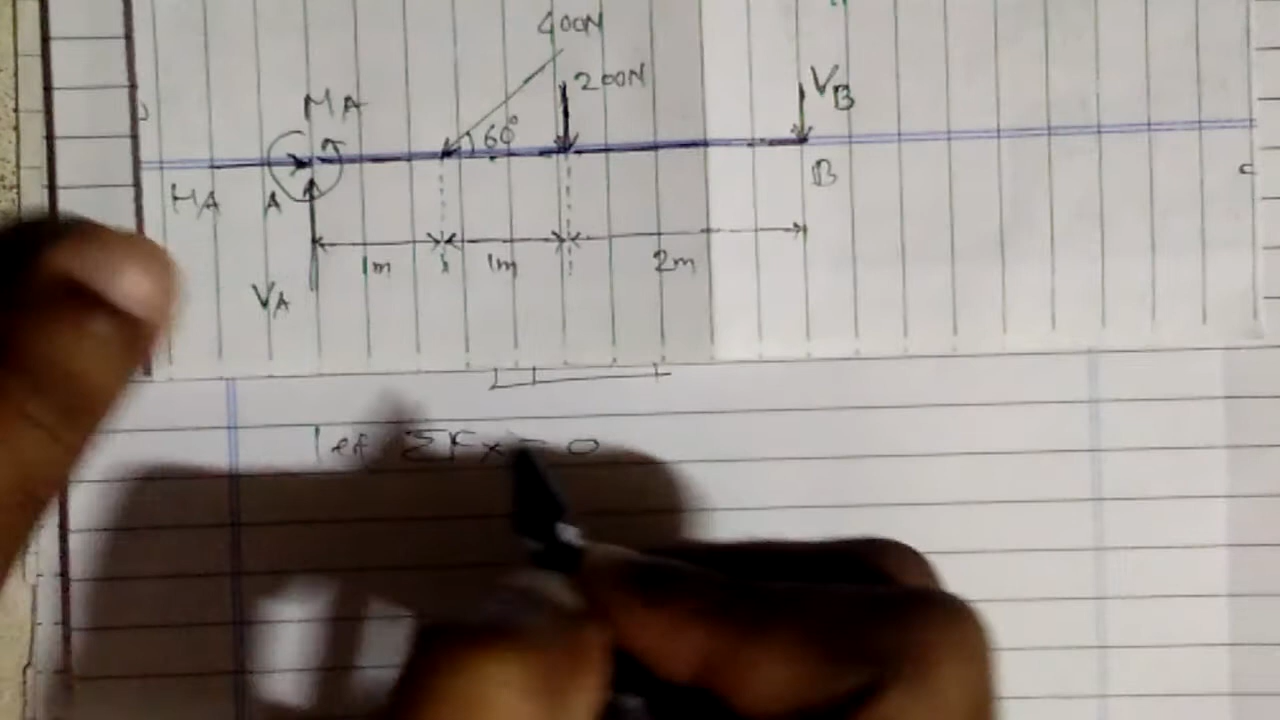 400N
200N
VB
MA
60°
HA
A
B
1m
1m
2m
VA
let ΣFx = 0